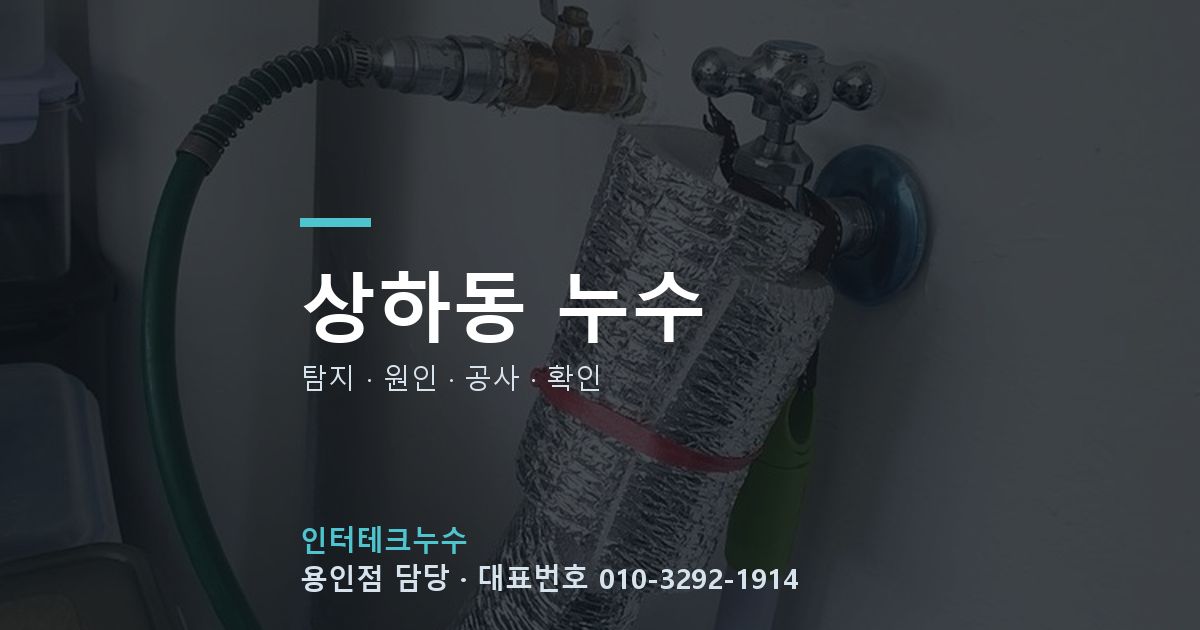 상하동 누수
탐지 · 원인 · 공사 · 확인
인터테크누수
용인점 담당 · 대표번호 010-3292-1914